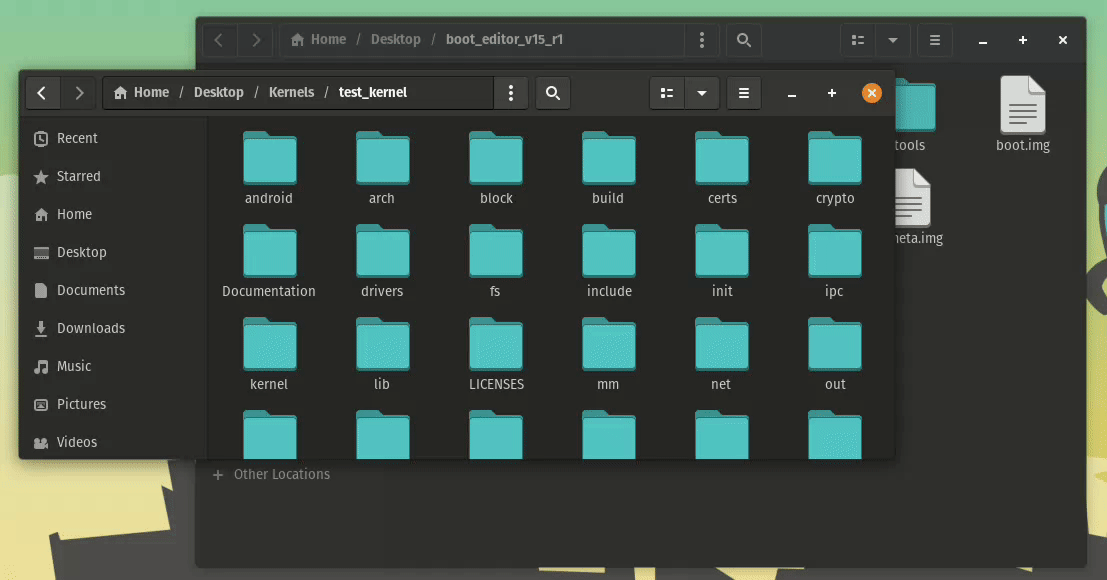 Home / Desktop / boot_editor_v15_r1
Home / Desktop / Kernels / test_kernel
Recent
Starred
Home
Desktop
Documents
Downloads
Music
Pictures
Videos
android arch block build certs crypto
Documentation drivers fs include init ipc
kernel lib LICENSES mm net out
tools boot.img
meta.img
+ Other Locations